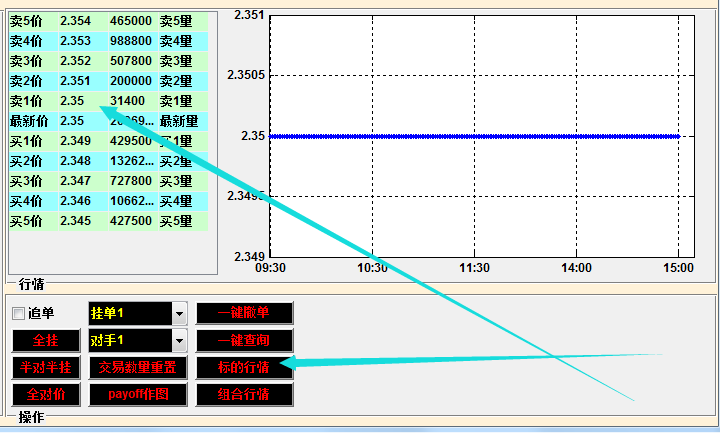 卖5价 2.354 465000 卖5量
卖4价 2.353 988800 卖4量
卖3价 2.352 507800 卖3量
卖2价 2.351 200000 卖2量
卖1价 2.35 31400 卖1量
最新价 2.35 最新量
买1价 2.349 429500 买1量
买2价 2.348 13262... 买2量
买3价 2.347 727800 买3量
买4价 2.346 10662... 买4量
买5价 2.345 427500 买5量
行情
2.351
2.3505
2.35
2.3495
2.349
09:30 10:30 11:30 14:00 15:00
追单 挂单1 一键撤单
全挂 对手1 一键查询
半对半挂 交易数量重置 标的行情
全对价 payoff作图 组合行情
操作